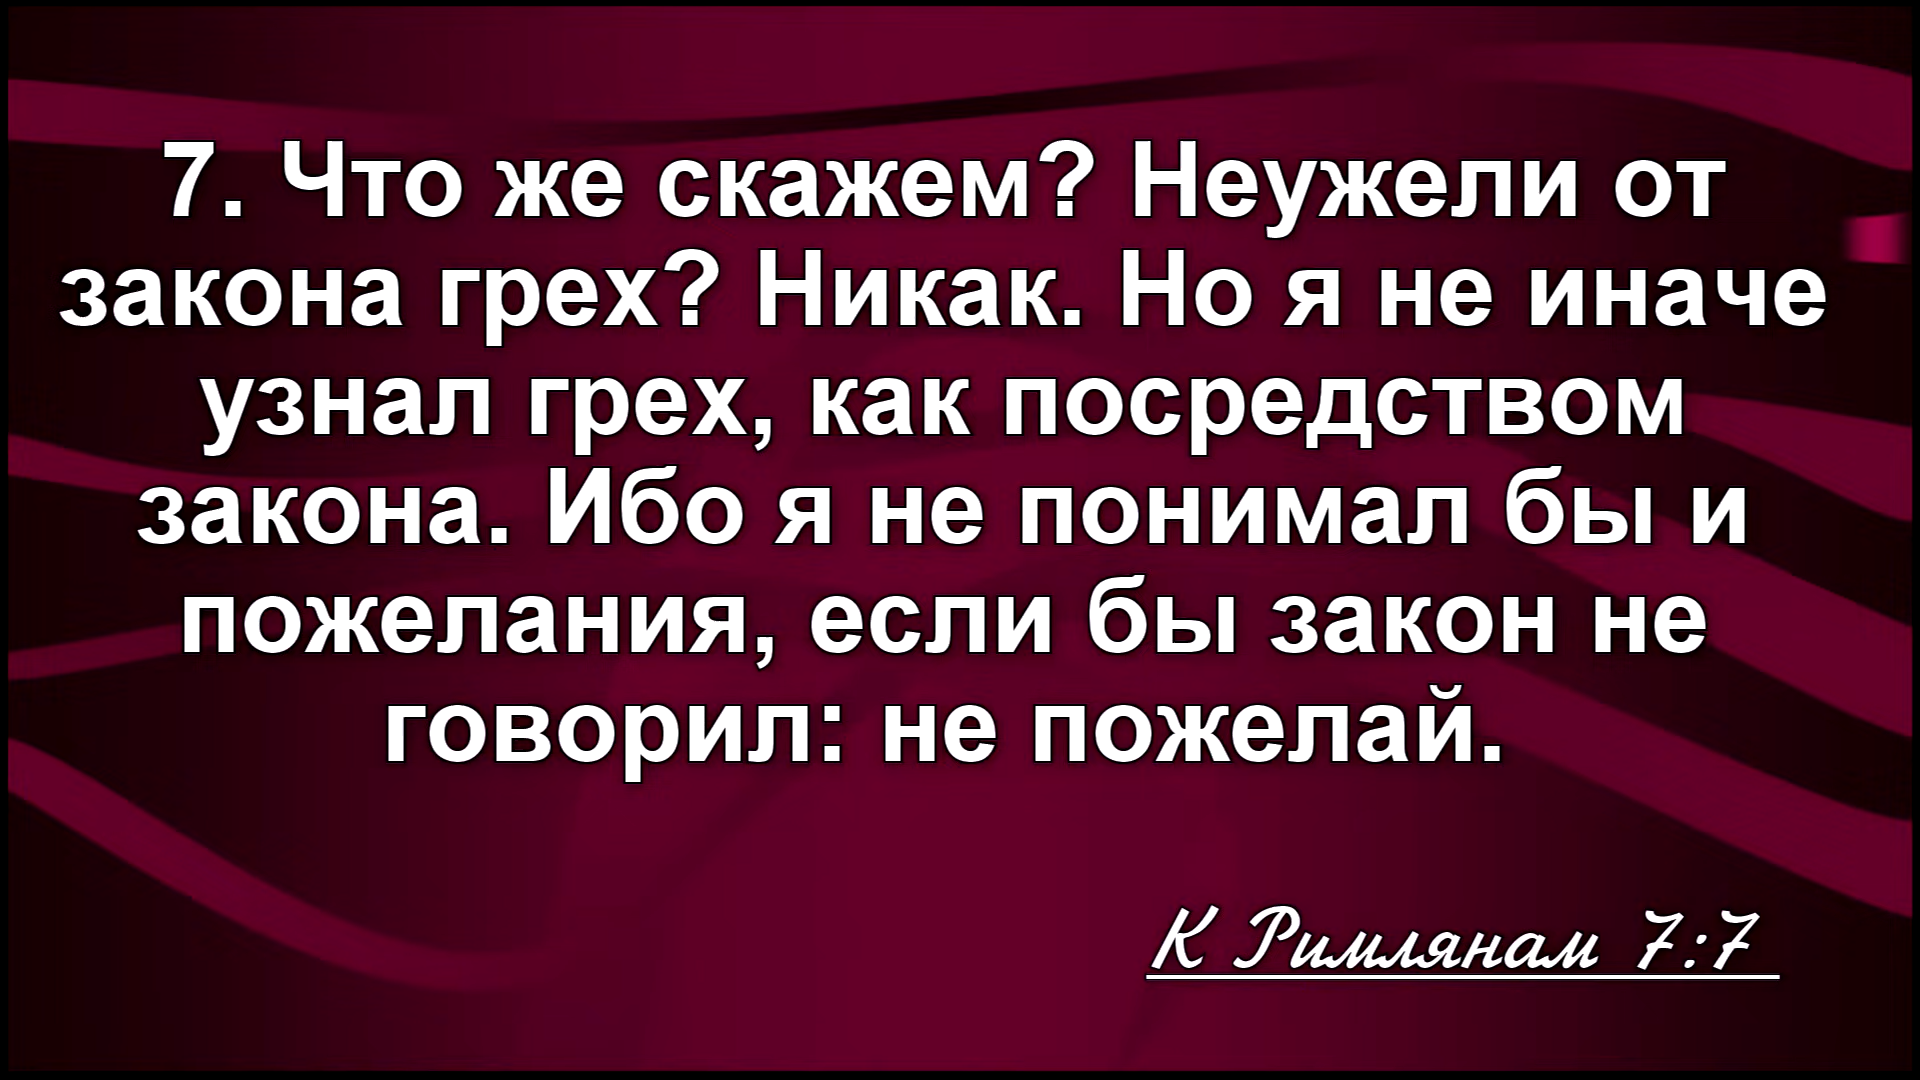 7. Что же скажем? Неужели от
закона грех? Никак. Но я не иначе
узнал грех, как посредством
закона. Ибо я не понимал бы и
пожелания, если бы закон не
говорил: не пожелай.
К Римлянам 7:7